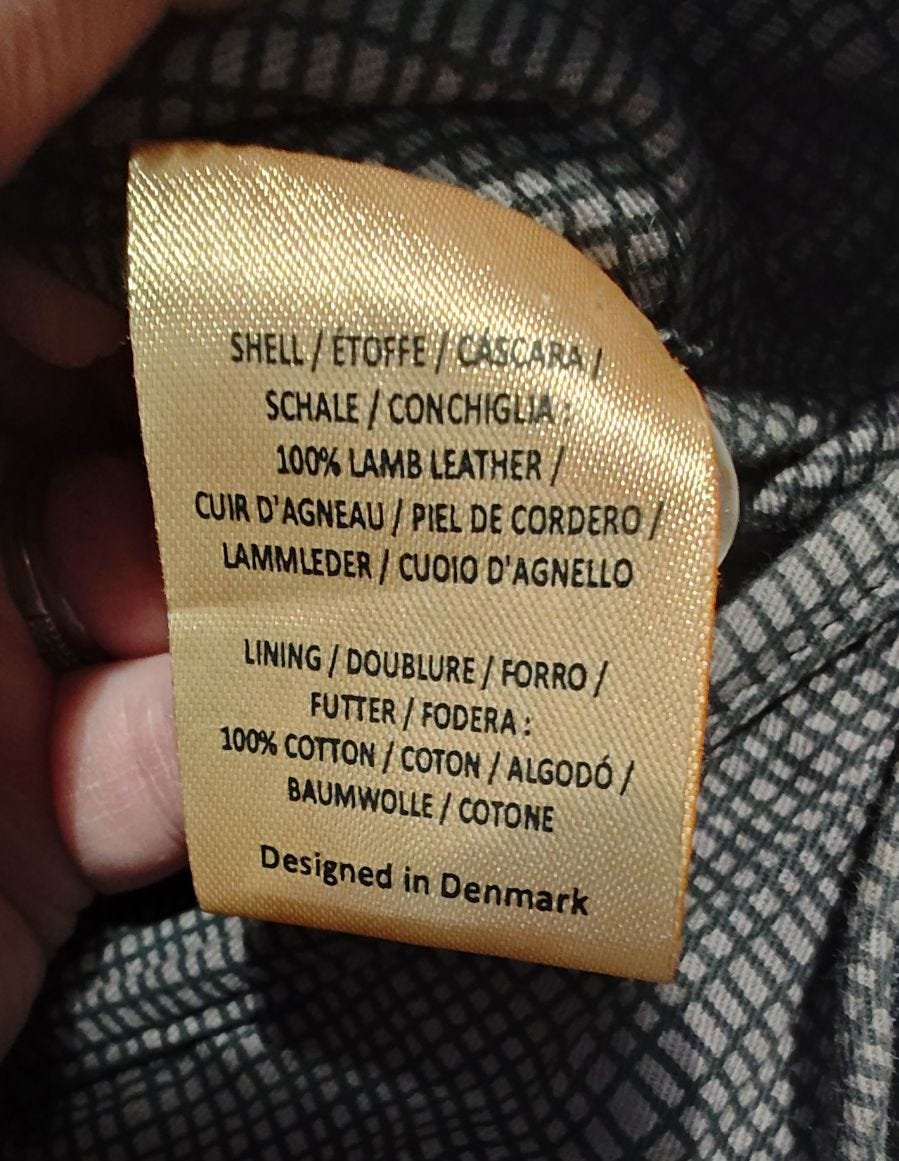 SHELL / ÉTOFFE / CÁSCARA /
SCHALE / CONCHIGLIA :
100% LAMB LEATHER /
CUIR D'AGNEAU / PIEL DE CORDERO /
LAMMLEDER / CUOIO D'AGNELLO
LINING / DOUBLURE / FORRO /
FUTTER / FODERA :
100% COTTON / COTON / ALGODÓ /
BAUMWOLLE / COTONE
Designed in Denmark